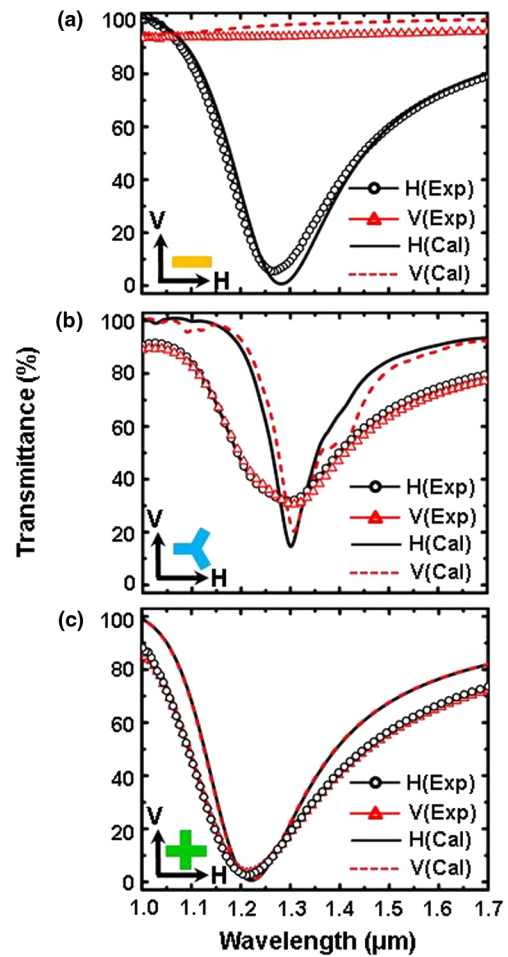 (a)
100
80
60
40
20
0
H(Exp)
V(Exp)
H(Cal)
V(Cal)
V
H
(b)
100
80
60
40
20
0
H(Exp)
V(Exp)
H(Cal)
V(Cal)
V
H
Transmittance (%)
(c)
100
80
60
40
20
0
H(Exp)
V(Exp)
H(Cal)
V(Cal)
V
H
1.0 1.1 1.2 1.3 1.4 1.5 1.6 1.7
Wavelength (µm)